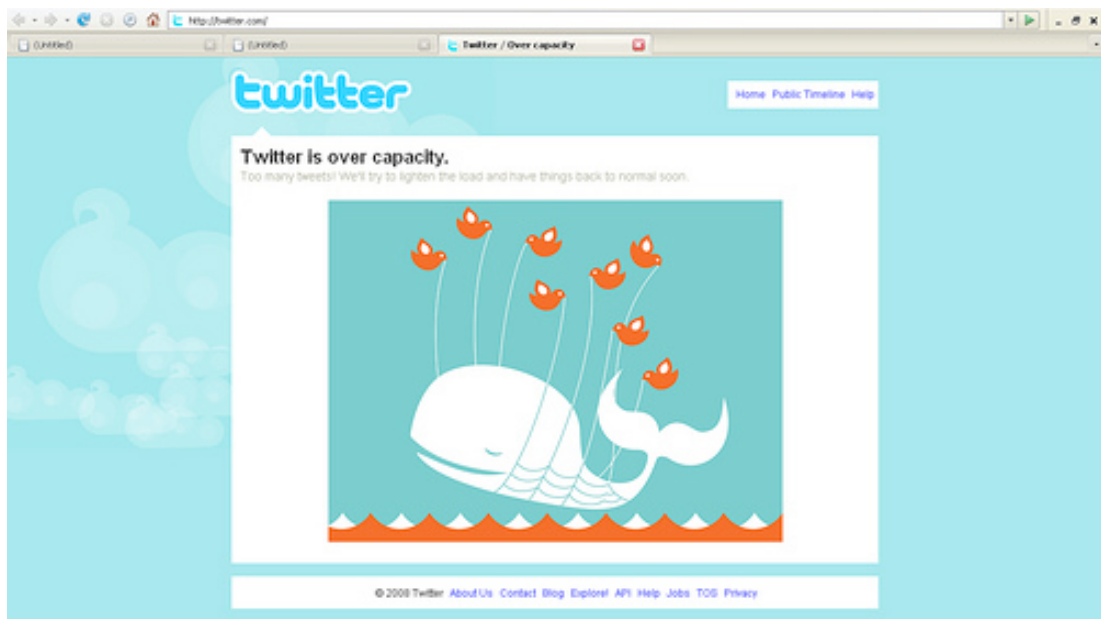 http://twitter.com/
(Untitled)
(Untitled)
Twitter / Over capacity
twitter
Home Public Timeline Help
Twitter is over capacity.
Too many tweets! We'll try to lighten the load and have things back to normal soon.
© 2008 Twitter About Us Contact Blog Explore! API Help Jobs TOS Privacy